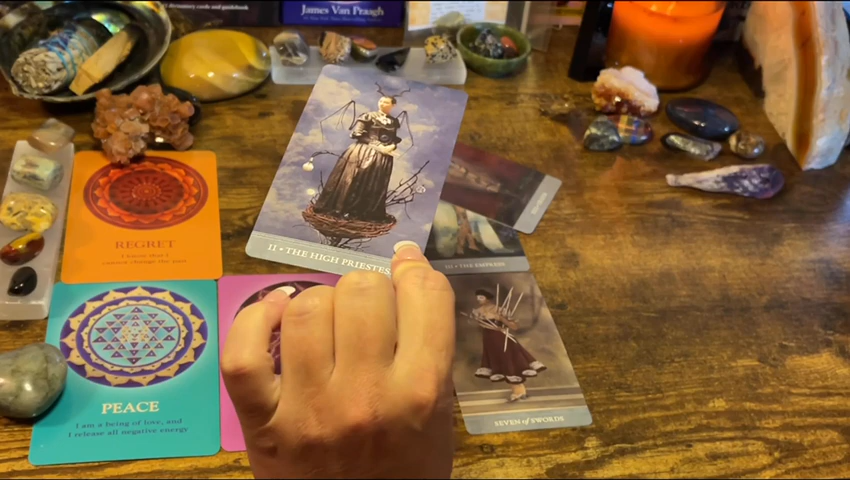 James Van Praagh
II • THE HIGH PRIESTESS
REGRET
I know that I
cannot change the past
III • THE EMPRESS
PEACE
I am a being of love, and
I release all negative energy
SEVEN of SWORDS